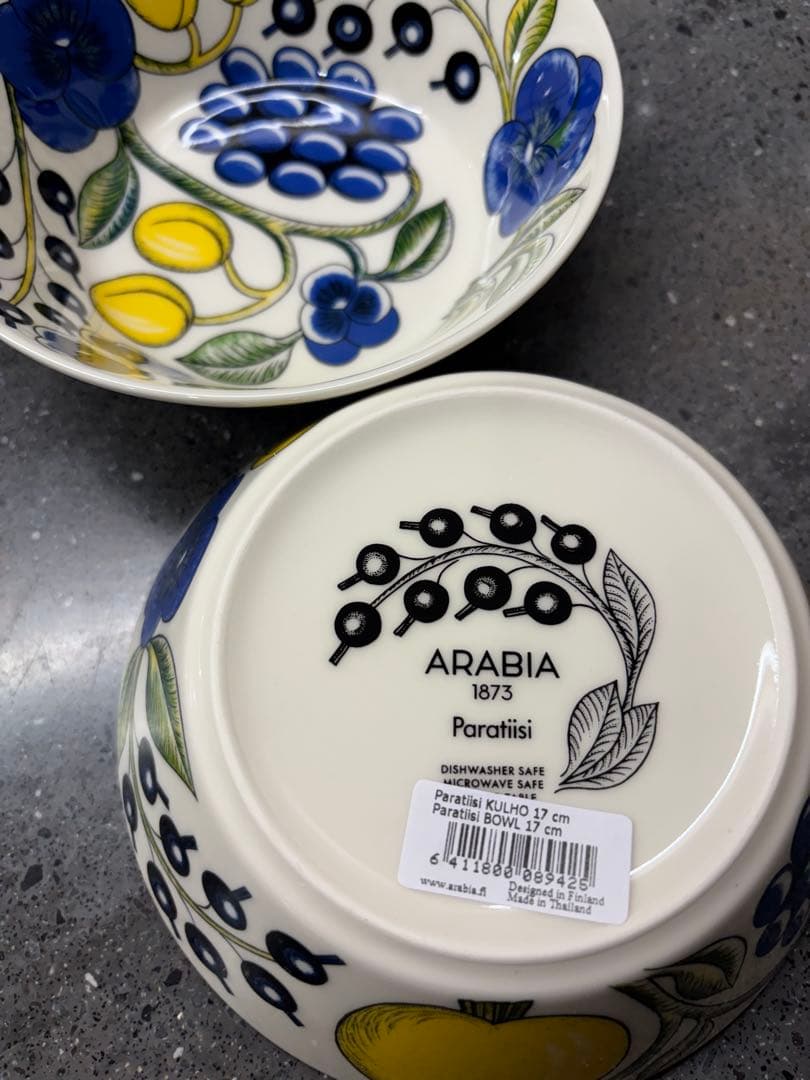 ARABIA
1873
Paratiisi
DISHWASHER SAFE
MICROWAVE SAFE
Paratiisi KULHO 17 cm
Paratiisi BOWL 17 cm
6 411800 089425
www.arabia.fi
Designed in Finland
Made in Thailand